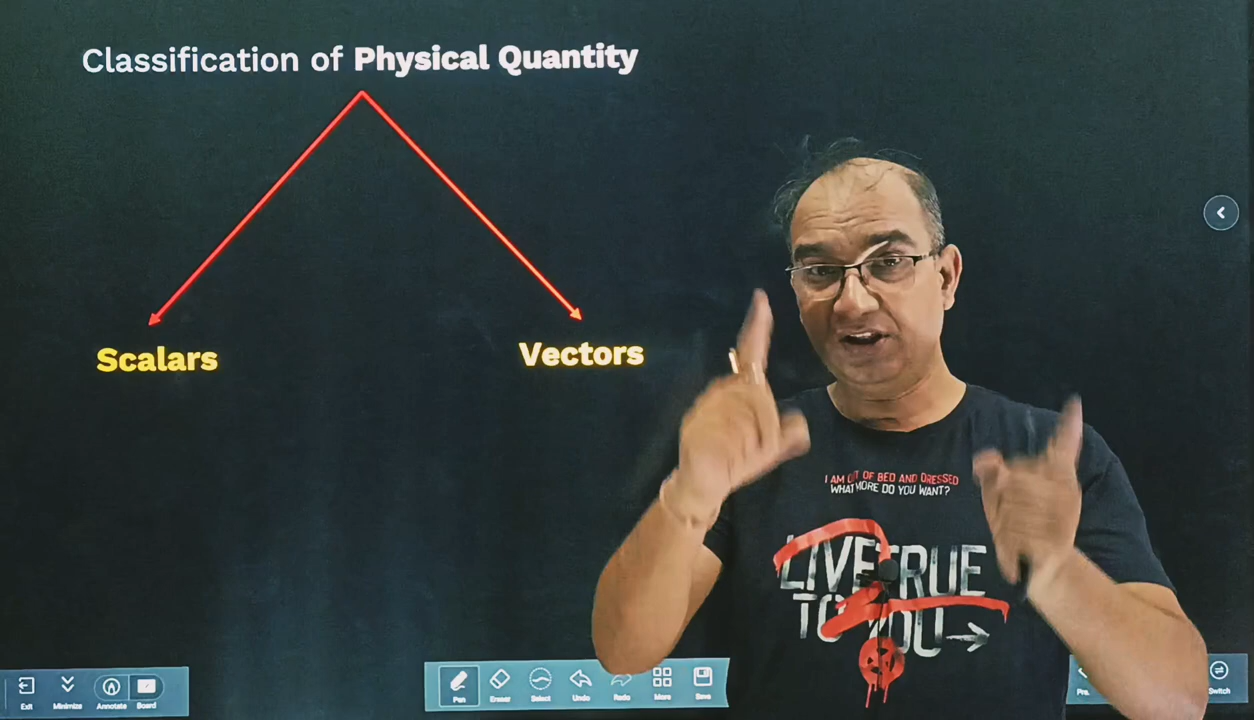 Classification of Physical Quantity
Scalars
Vectors
I AM OUT OF BED AND DRESSED
WHAT MORE DO YOU WANT?
LIVE TRUE
TO YOU
Exit
Minimize
Annotate
Board
Pen
Eraser
Select
Undo
Redo
More
Save
Switch